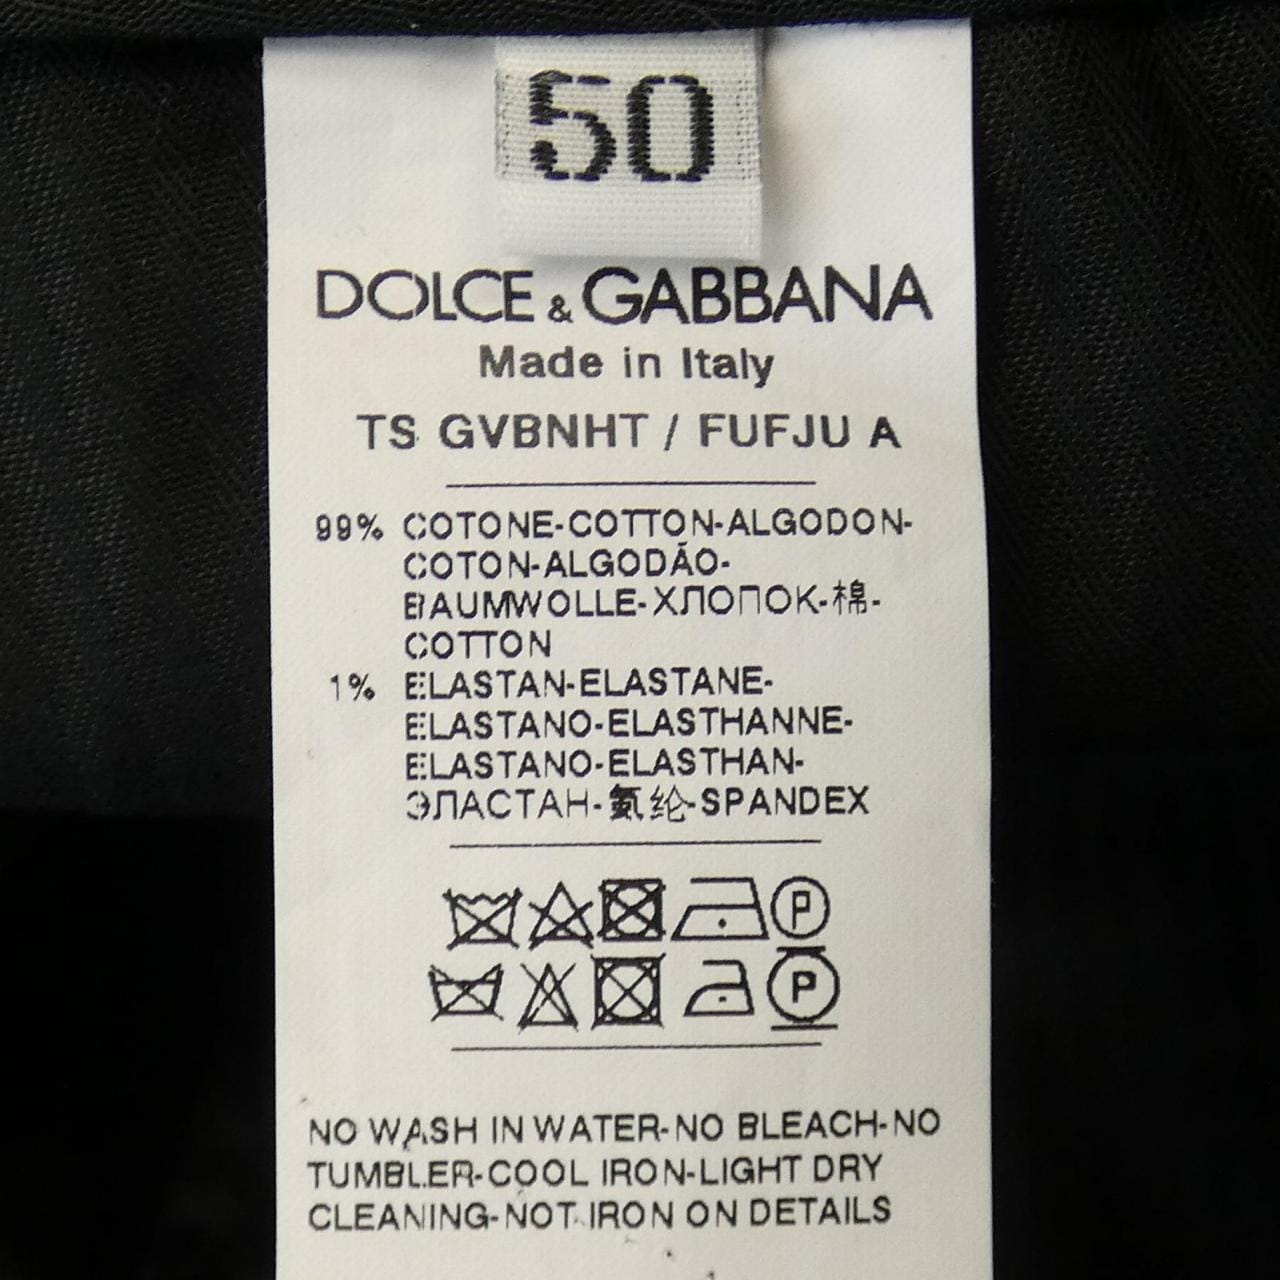 50
DOLCE & GABBANA
Made in Italy
TS GVBNHT / FUFJU A
99% COTONE-COTTON-ALGODON-
COTON-ALGODÃO-
BAUMWOLLE-ХЛОПОК-棉-
COTTON
1% ELASTAN-ELASTANE-
ELASTANO-ELASTHANNE-
ELASTANO-ELASTHAN-
ЭЛАСТАН-氨纶-SPANDEX
P
P
NO WASH IN WATER-NO BLEACH-NO
TUMBLER-COOL IRON-LIGHT DRY
CLEANING-NOT IRON ON DETAILS